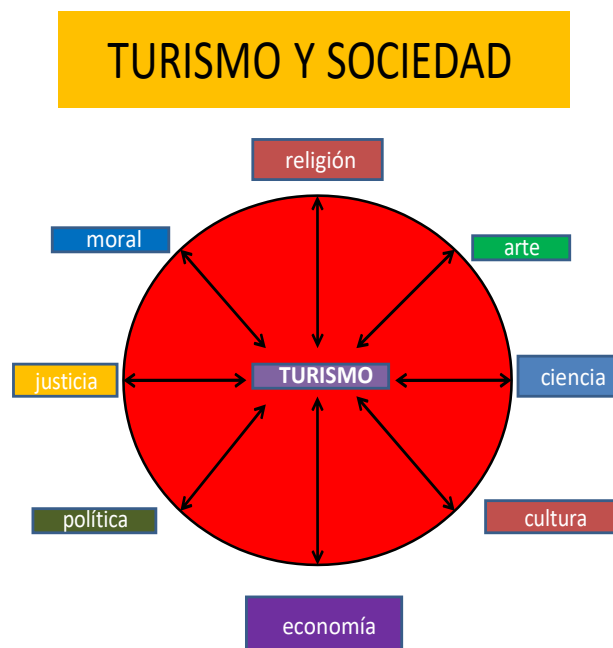 TURISMO Y SOCIEDAD
religión
moral
arte
justicia
TURISMO
ciencia
política
cultura
economía